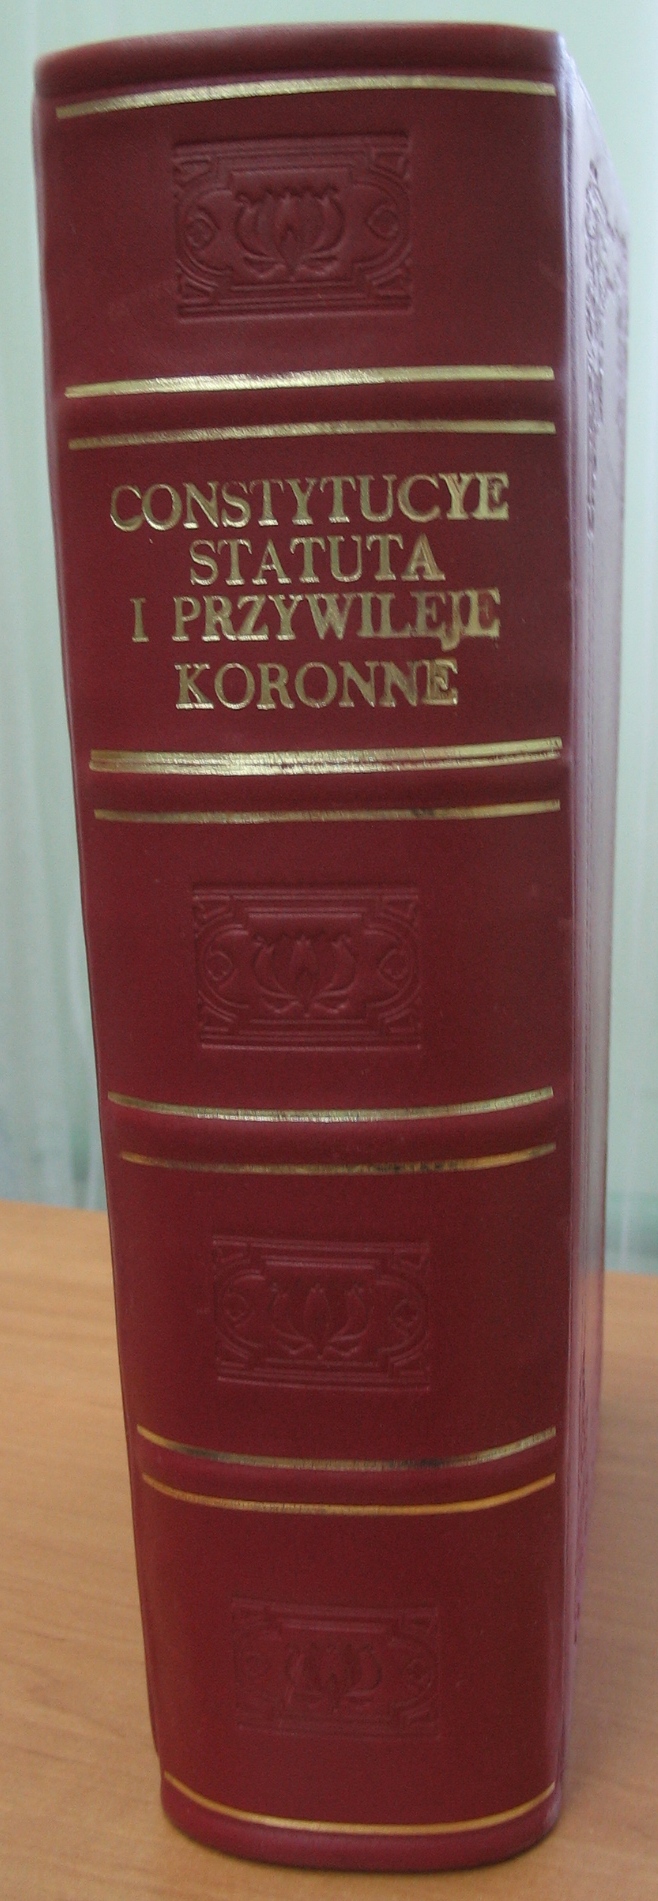 CONSTYTUCYE
STATUTA
I PRZYWILEJE
KORONNE